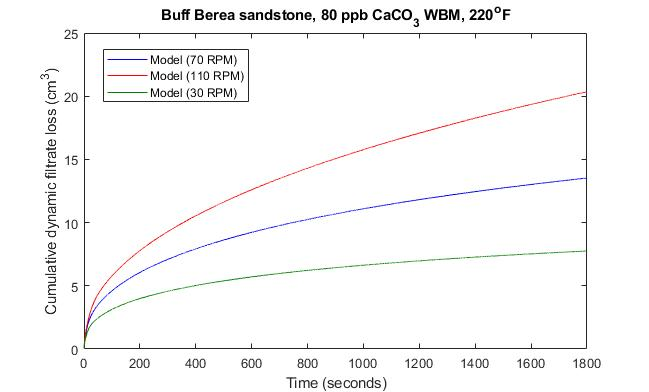 Buff Berea sandstone, 80 ppb CaCO3 WBM, 220oF
25
20
15
10
5
0
Cumulative dynamic filtrate loss (cm3)
Model (70 RPM)
Model (110 RPM)
Model (30 RPM)
0 200 400 600 800 1000 1200 1400 1600 1800
Time (seconds)